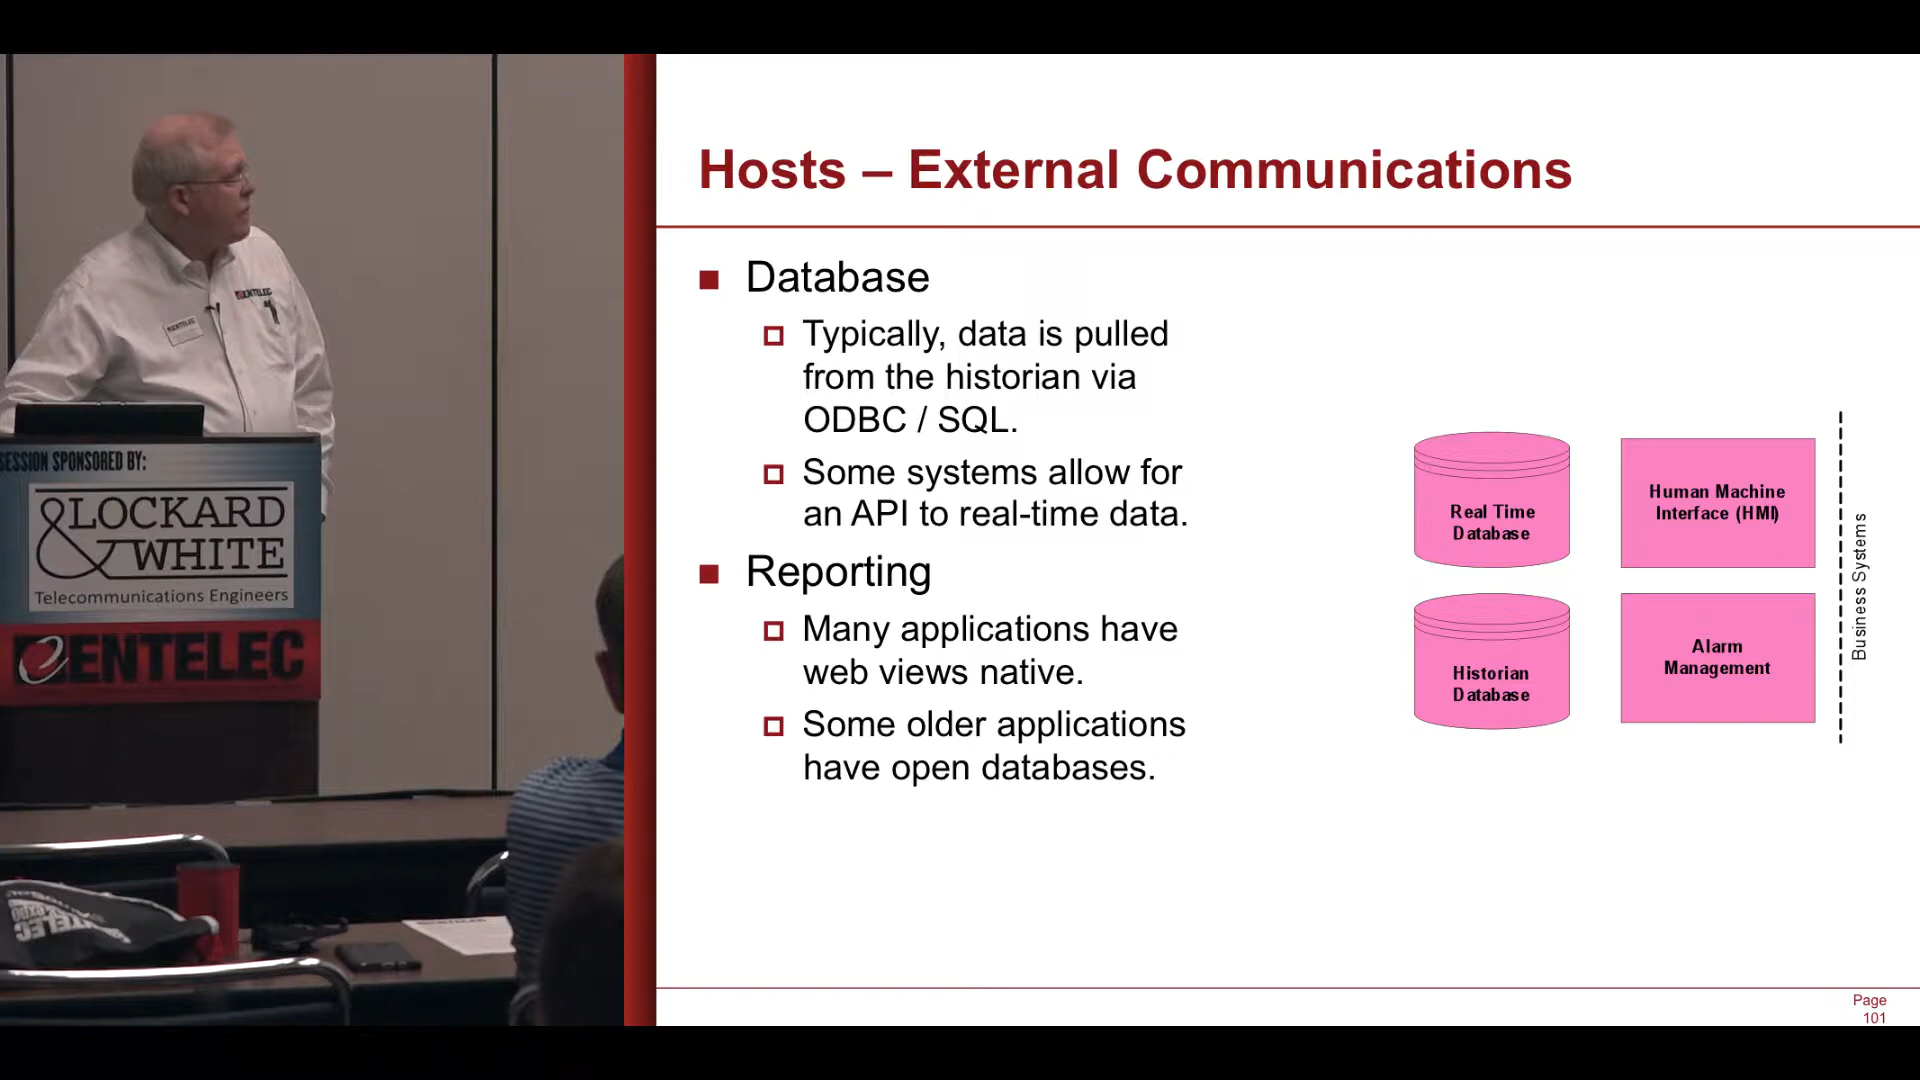 Hosts – External Communications
Database
Typically, data is pulled
from the historian via
ODBC / SQL.
Some systems allow for
an API to real-time data.
Reporting
Many applications have
web views native.
Some older applications
have open databases.
Real Time
Database
Human Machine
Interface (HMI)
Historian
Database
Alarm
Management
Business Systems
Page
101
ENTELEC
ENTELEC
SESSION SPONSORED BY:
&LOCKARD
WHITE
Telecommunications Engineers
ENTELEC